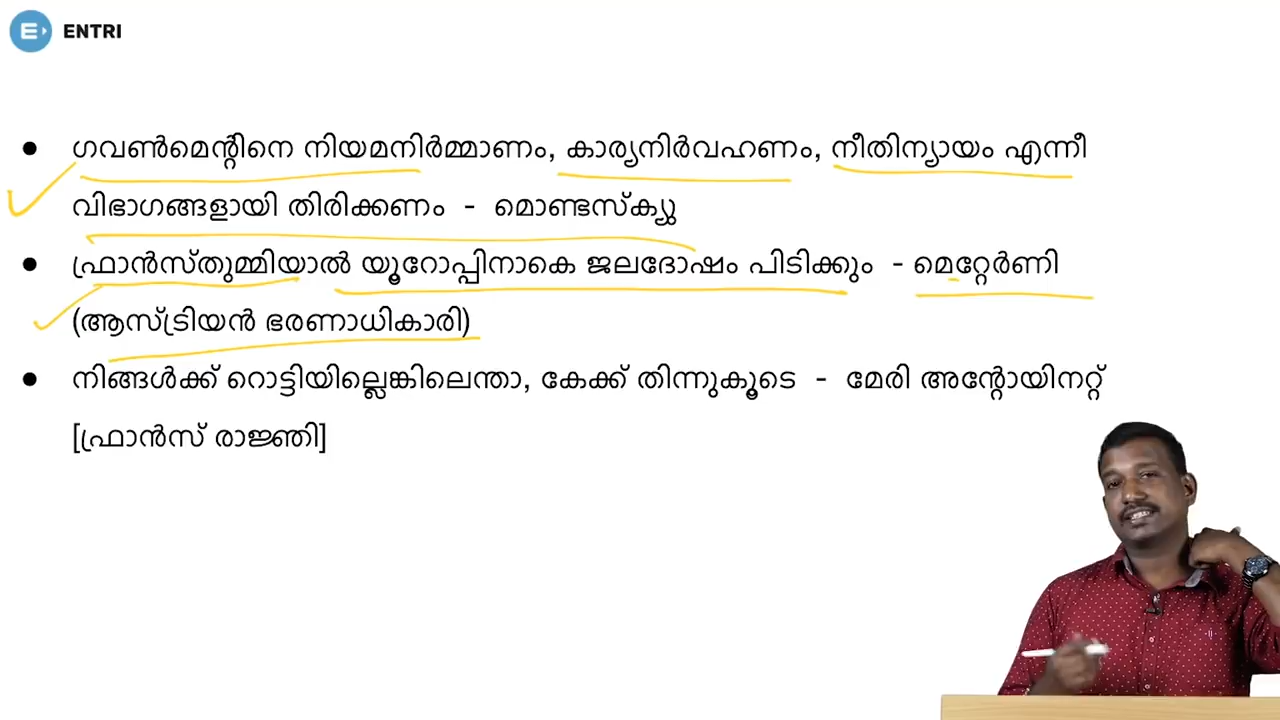 ENTRI
● ഗവൺമെന്റിനെ നിയമനിർമ്മാണം, കാര്യനിർവഹണം, നീതിന്യായം എന്നീ
വിഭാഗങ്ങളായി തിരിക്കണം - മൊണ്ടസ്ക്യു
● ഫ്രാൻസ്തുമ്മിയാൽ യൂറോപ്പിനാകെ ജലദോഷം പിടിക്കും - മെറ്റേർണി
(ആസ്ട്രിയൻ ഭരണാധികാരി)
● നിങ്ങൾക്ക് റൊട്ടിയില്ലെങ്കിലെന്താ, കേക്ക് തിന്നുകൂടെ - മേരി അന്റോയിനറ്റ്
[ഫ്രാൻസ് രാജ്ഞി]